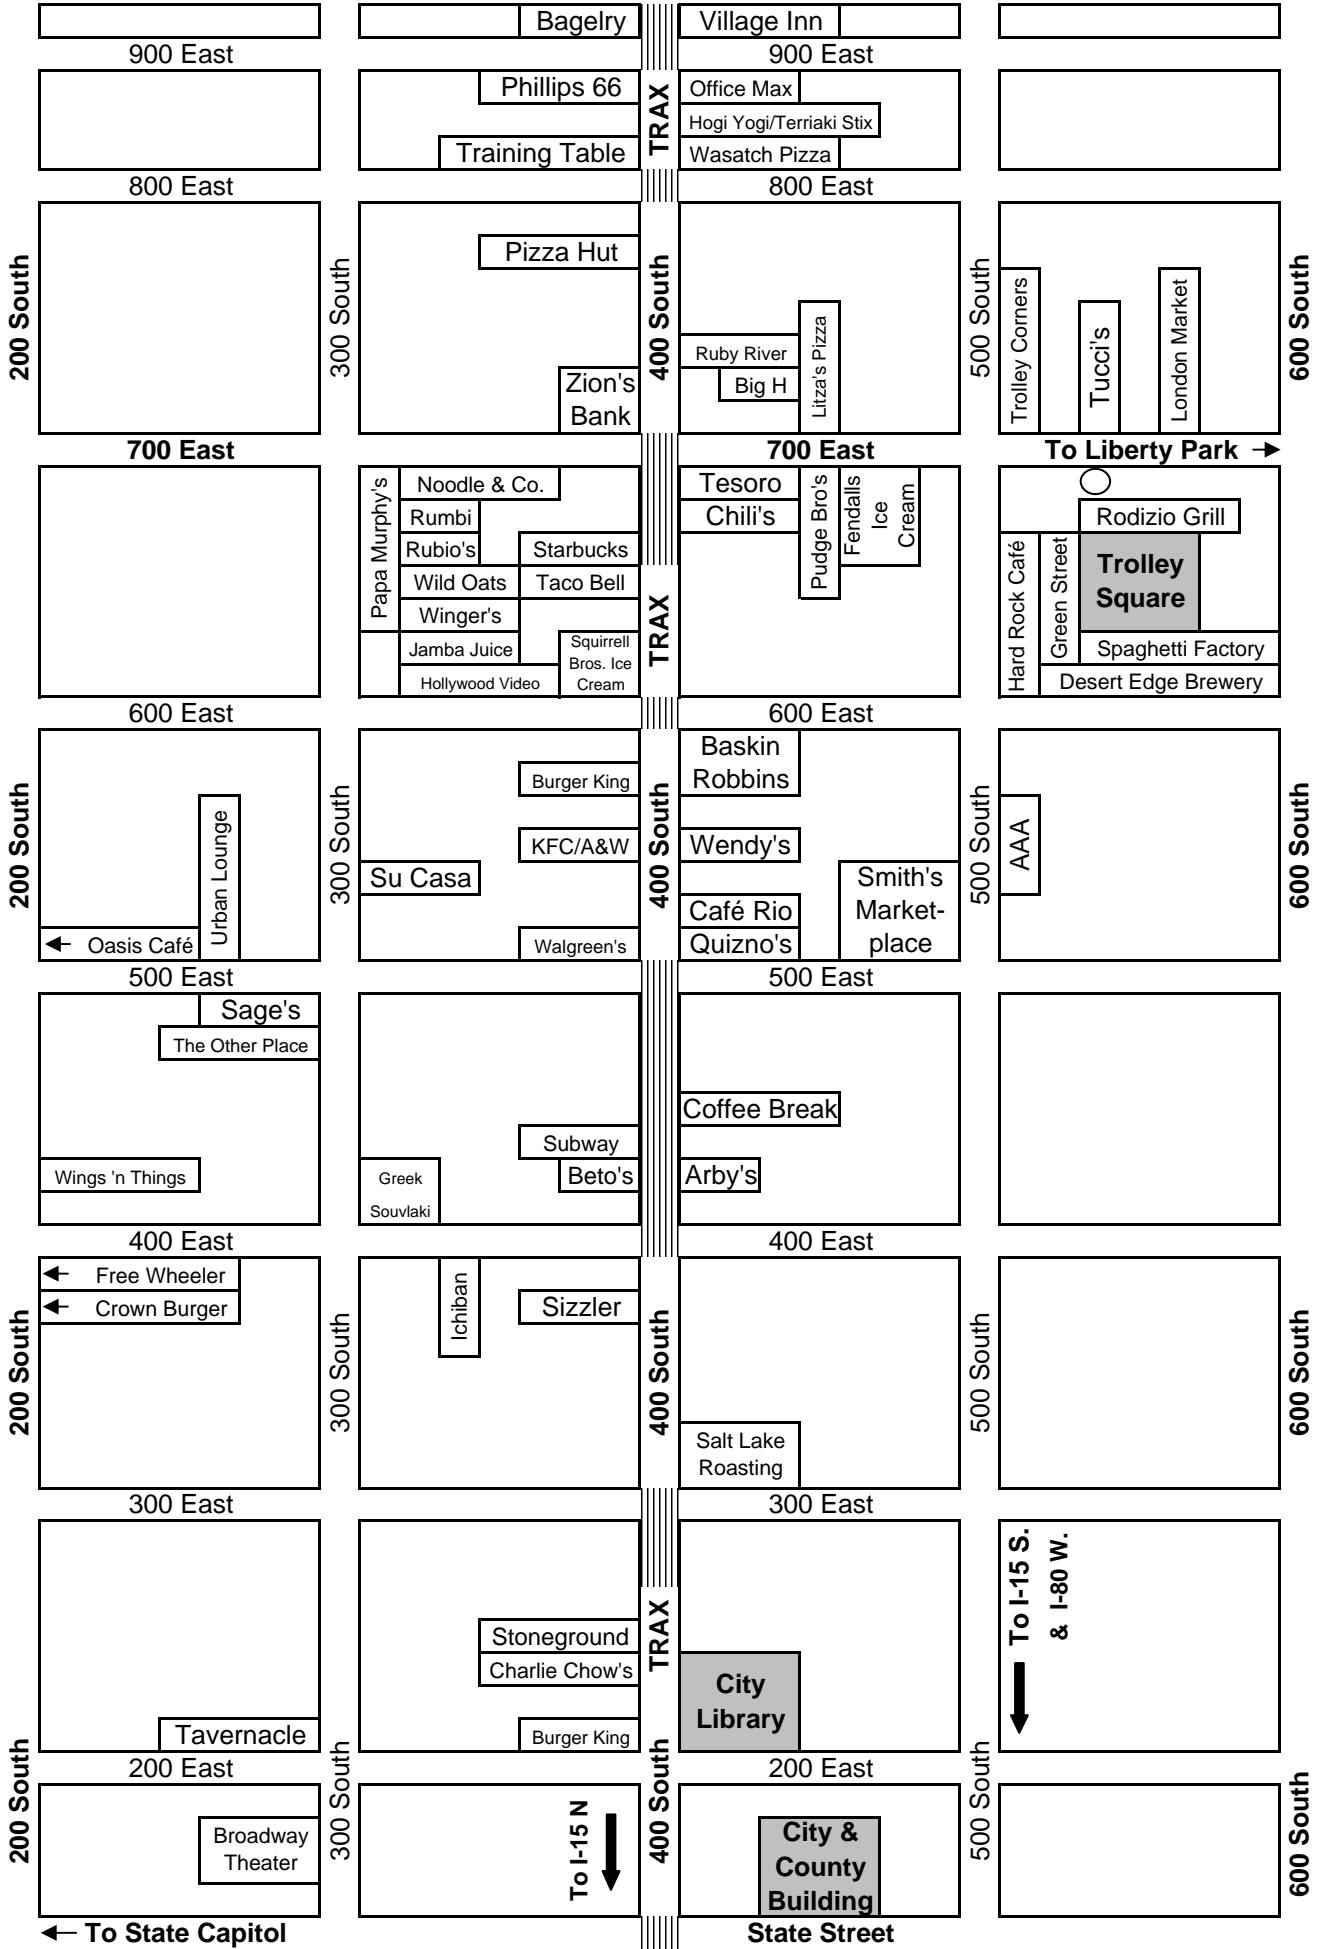 Bagelry
Village Inn
900 East
900 East
Phillips 66
Training Table
TRAX
Office Max
Hogi Yogi/Terriaki Stix
Wasatch Pizza
800 East
800 East
200 South
300 South
Pizza Hut
Zion's
Bank
400 South
Ruby River
Big H
Litza's Pizza
500 South
Trolley Corners
Tucci's
London Market
600 South
700 East
700 East
To Liberty Park
Papa Murphy's
Noodle & Co.
Rumbi
Rubio's
Starbucks
Wild Oats
Taco Bell
Winger's
Jamba Juice
Squirrell
Bros. Ice
Cream
Hollywood Video
TRAX
Tesoro
Chili's
Pudge Bro's
Fendalls
Ice
Cream
Rodizio Grill
Hard Rock Café
Green Street
Trolley
Square
Spaghetti Factory
Desert Edge Brewery
600 East
600 East
200 South
Urban Lounge
Oasis Café
300 South
Burger King
KFC/A&W
Su Casa
Walgreen's
400 South
Baskin
Robbins
Wendy's
Café Rio
Quizno's
Smith's
Market-
place
500 South
AAA
600 South
500 East
500 East
Sage's
The Other Place
Wings 'n Things
Subway
Beto's
Greek
Souvlaki
Coffee Break
Arby's
400 East
400 East
Free Wheeler
Crown Burger
200 South
300 South
Ichiban
Sizzler
400 South
Salt Lake
Roasting
500 South
600 South
300 East
300 East
Tavernacle
Stoneground
Charlie Chow's
Burger King
TRAX
City
Library
To I-15 S.
& I-80 W.
200 East
200 East
200 South
Broadway
Theater
300 South
To I-15 N
400 South
City &
County
Building
500 South
600 South
To State Capitol
State Street